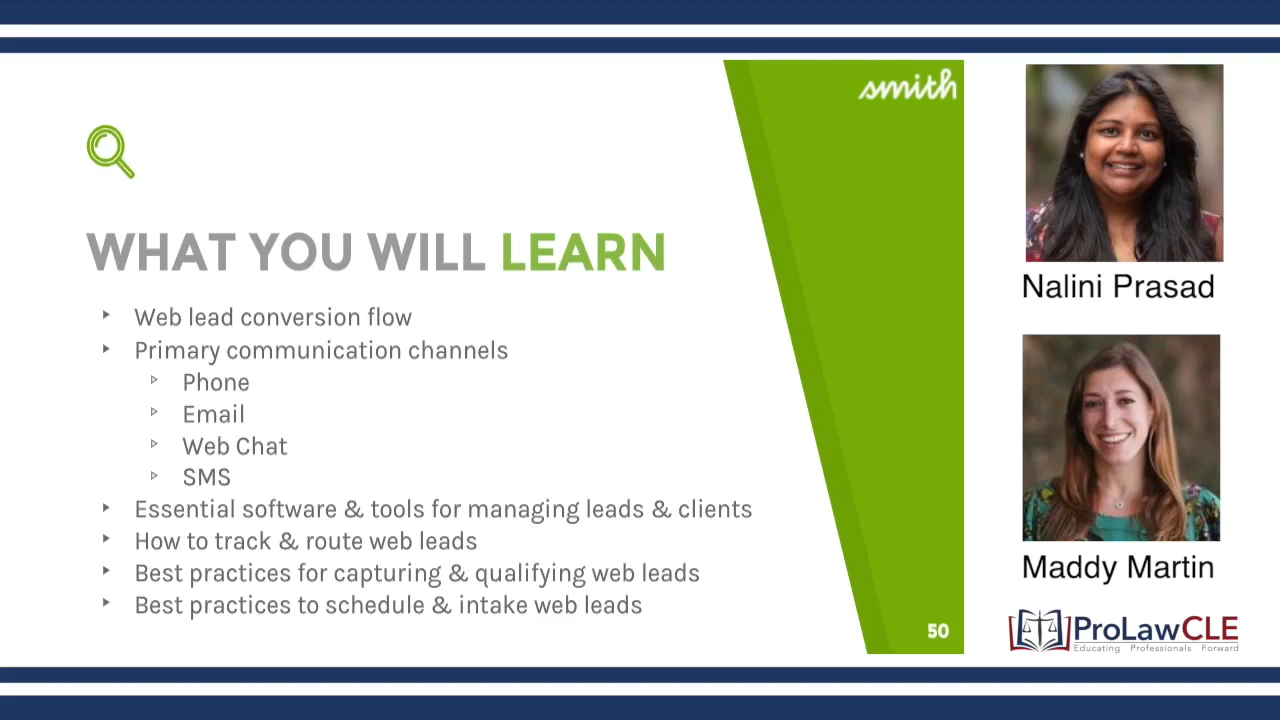 smith
WHAT YOU WILL LEARN
Web lead conversion flow
Primary communication channels
Phone
Email
Web Chat
SMS
Essential software & tools for managing leads & clients
How to track & route web leads
Best practices for capturing & qualifying web leads
Best practices to schedule & intake web leads
50
Nalini Prasad
Maddy Martin
ProLawCLE
Educating Professionals Forward